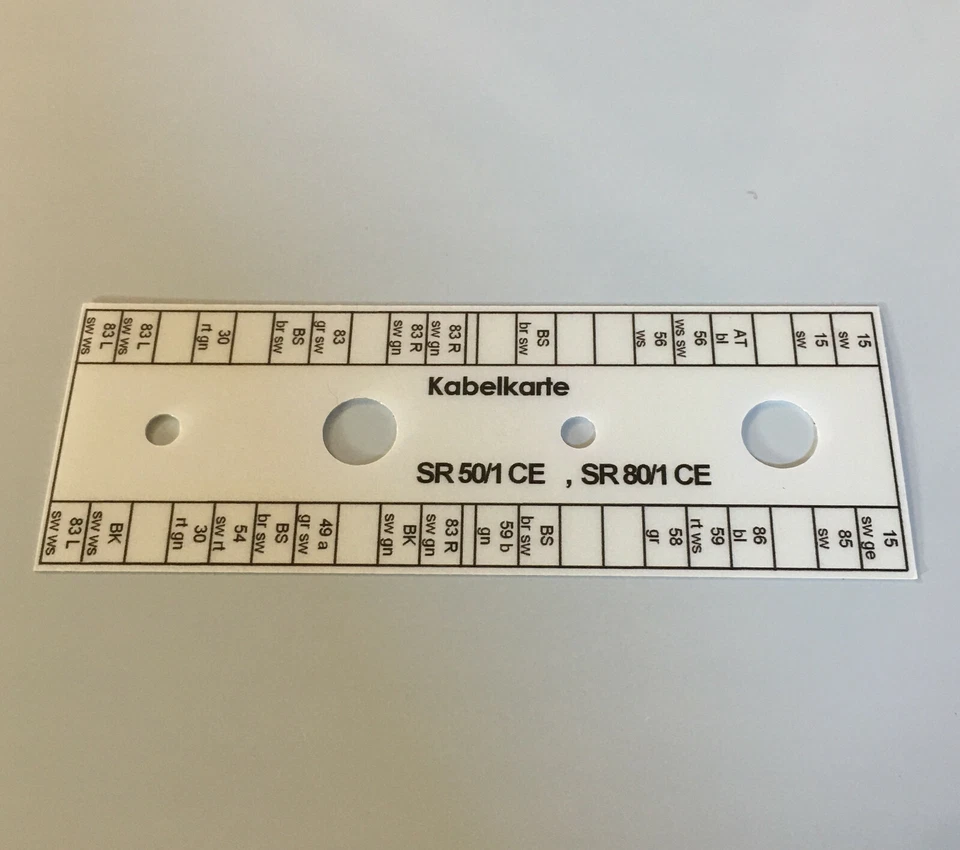 83 L
sw ws
83 L
sw ws
30
rt gn
BS
br sw
83
gr sw
83 R
sw gn
83 R
sw gn
BS
br sw
56
ws
56
ws sw
AT
bl
15
sw
15
sw
Kabelkarte
SR 50/1 CE , SR 80/1 CE
83 L
sw ws
BK
sw ws
30
rt gn
54
sw rt
BS
br sw
49 a
gr sw
BK
sw gn
83 R
sw gn
59 b
gn
BS
br sw
58
gr
59
rt ws
86
bl
85
sw
15
sw ge